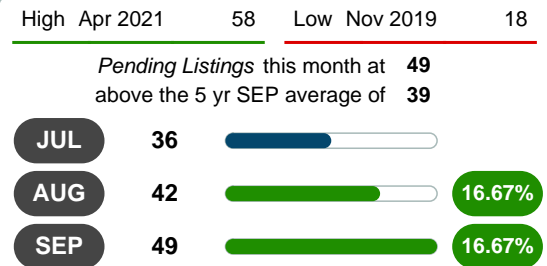 High Apr 2021 58 Low Nov 2019 18
Pending Listings this month at 49
above the 5 yr SEP average of 39
JUL 36
AUG 42 16.67%
SEP 49 16.67%